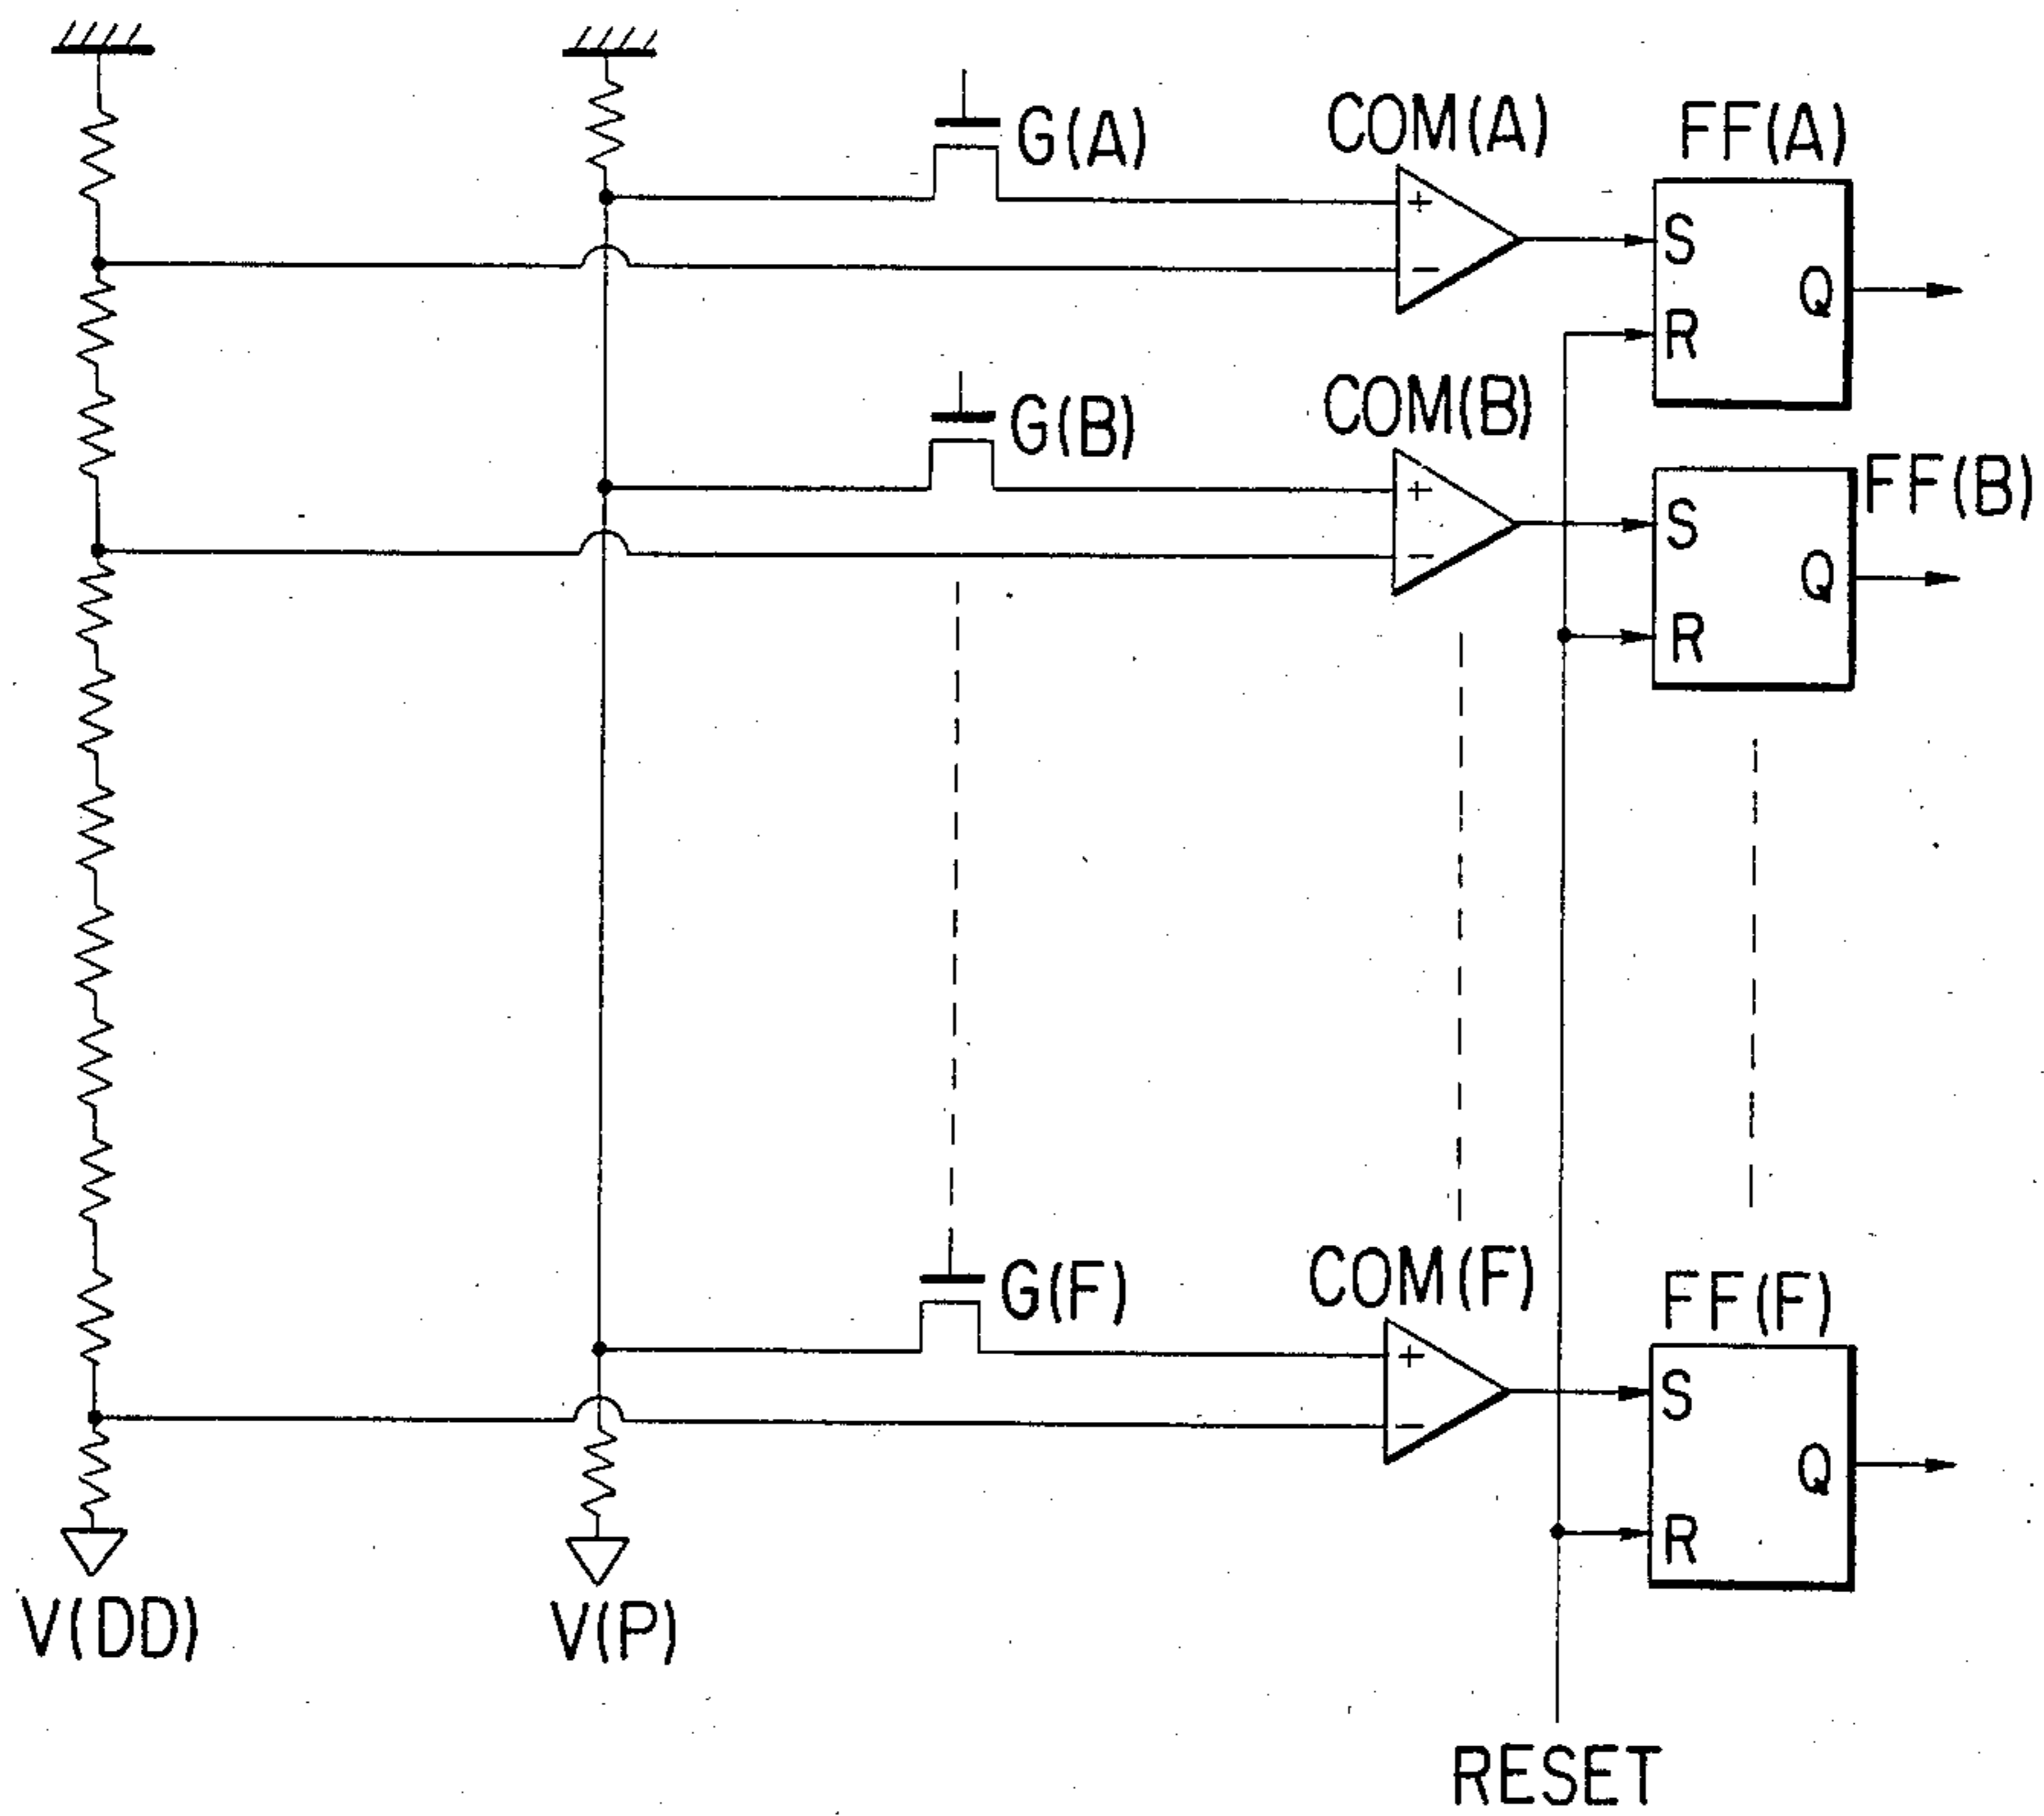 G(A)
COM(A)
FF(A)
+
−
S
R
Q
G(B)
COM(B)
FF(B)
+
−
S
R
Q
G(F)
COM(F)
FF(F)
+
−
S
R
Q
V(DD)
V(P)
RESET